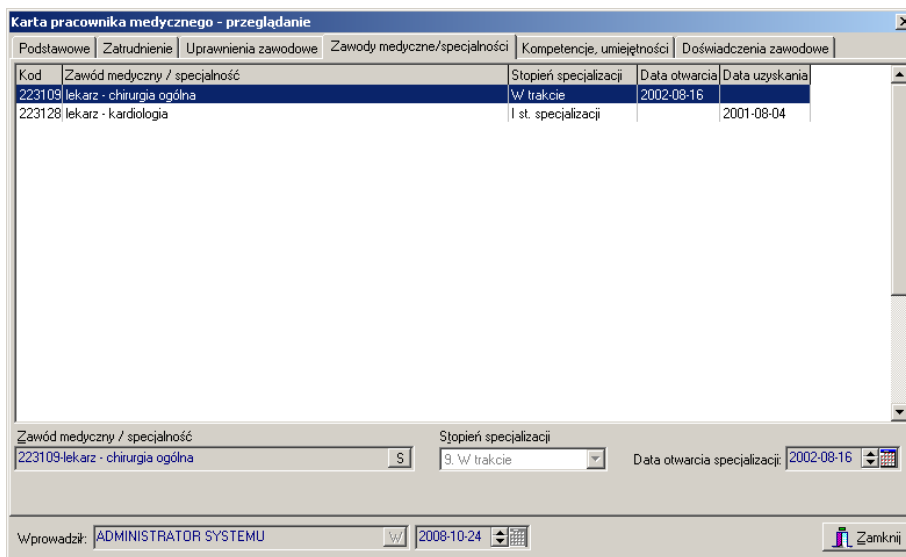 Karta pracownika medycznego - przeglądanie
Podstawowe Zatrudnienie Uprawnienia zawodowe Zawody medyczne/specjalności Kompetencje, umiejętności Doświadczenia zawodowe
Kod Zawód medyczny / specjalność Stopień specjalizacji Data otwarcia Data uzyskania
223109 lekarz - chirurgia ogólna W trakcie 2002-08-16
223128 lekarz - kardiologia I st. specjalizacji 2001-08-04
Zawód medyczny / specjalność Stopień specjalizacji
223109-lekarz - chirurgia ogólna S 9. W trakcie Data otwarcia specjalizacji: 2002-08-16
Wprowadził: ADMINISTRATOR SYSTEMU W 2008-10-24 Zamknij